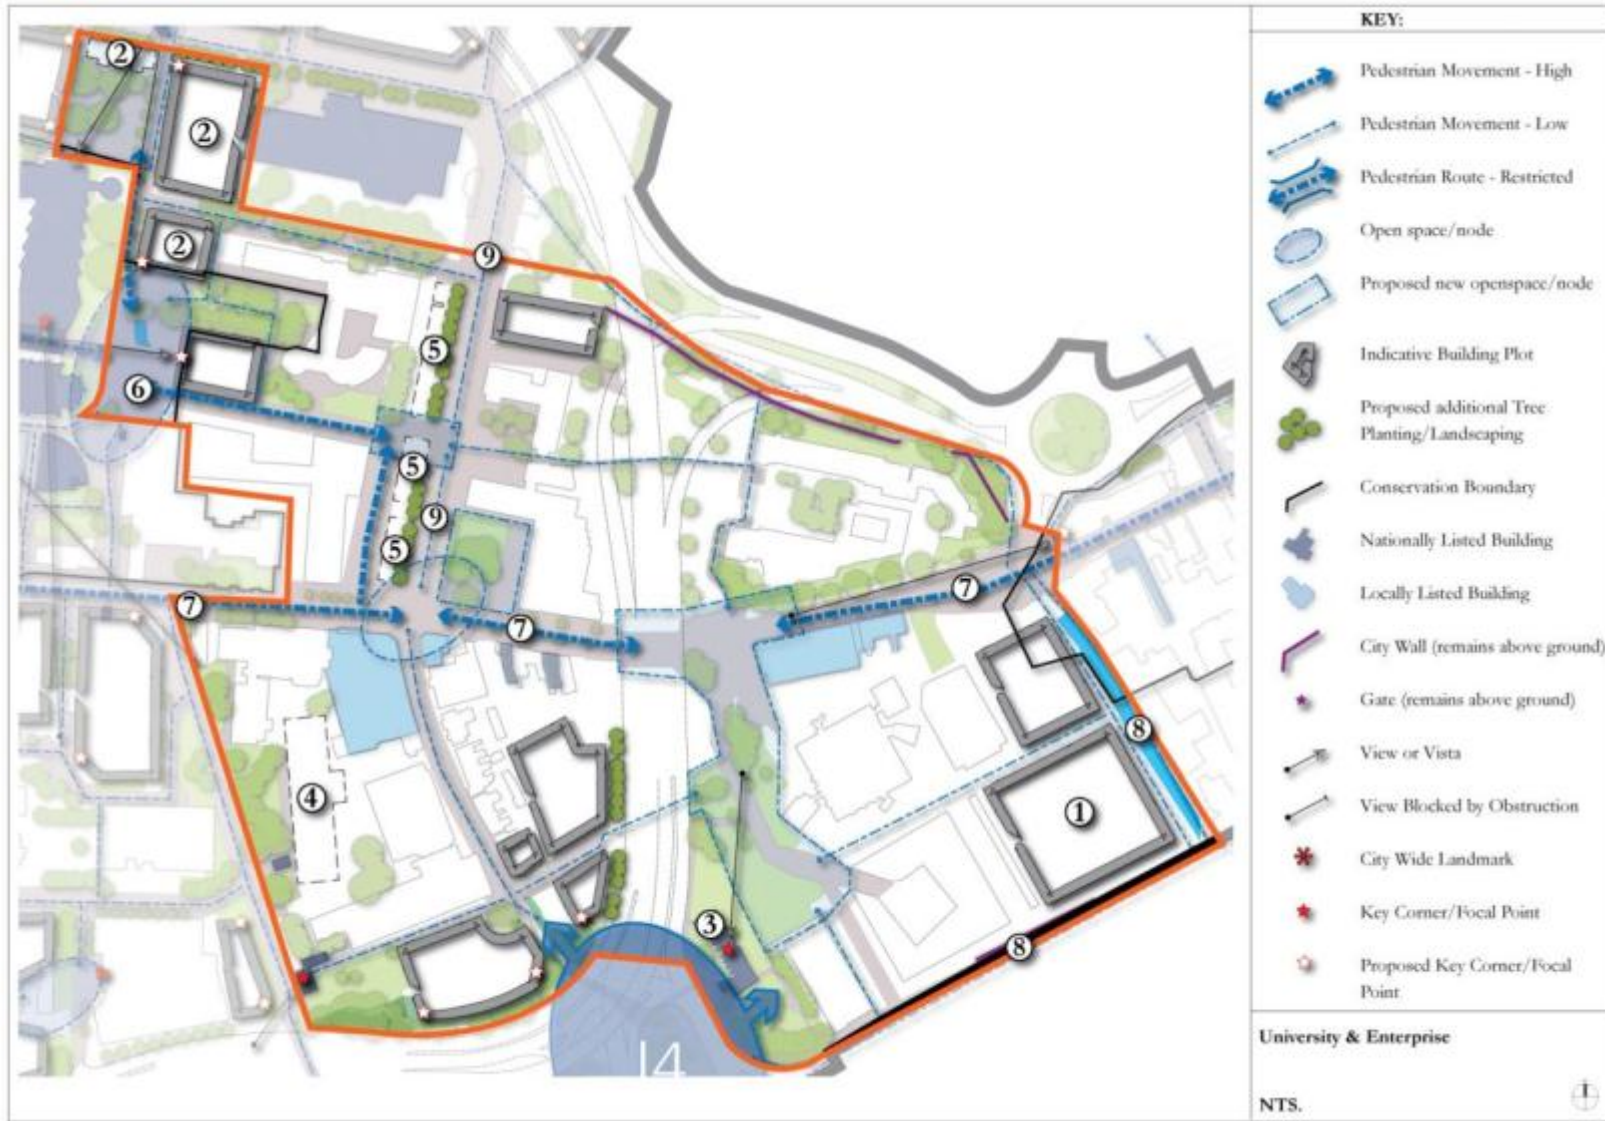 2
2
2
9
5
6
5
9
5
7
7
7
8
4
1
3
8
J4
KEY:
Pedestrian Movement - High
Pedestrian Movement - Low
Pedestrian Route - Restricted
Open space/node
Proposed new openspace/node
Indicative Building Plot
Proposed additional Tree
Planting/Landscaping
Conservation Boundary
Nationally Listed Building
Locally Listed Building
City Wall (remains above ground)
Gate (remains above ground)
View or Vista
View Blocked by Obstruction
City Wide Landmark
Key Corner/Focal Point
Proposed Key Corner/Focal
Point
University & Enterprise
NTS.